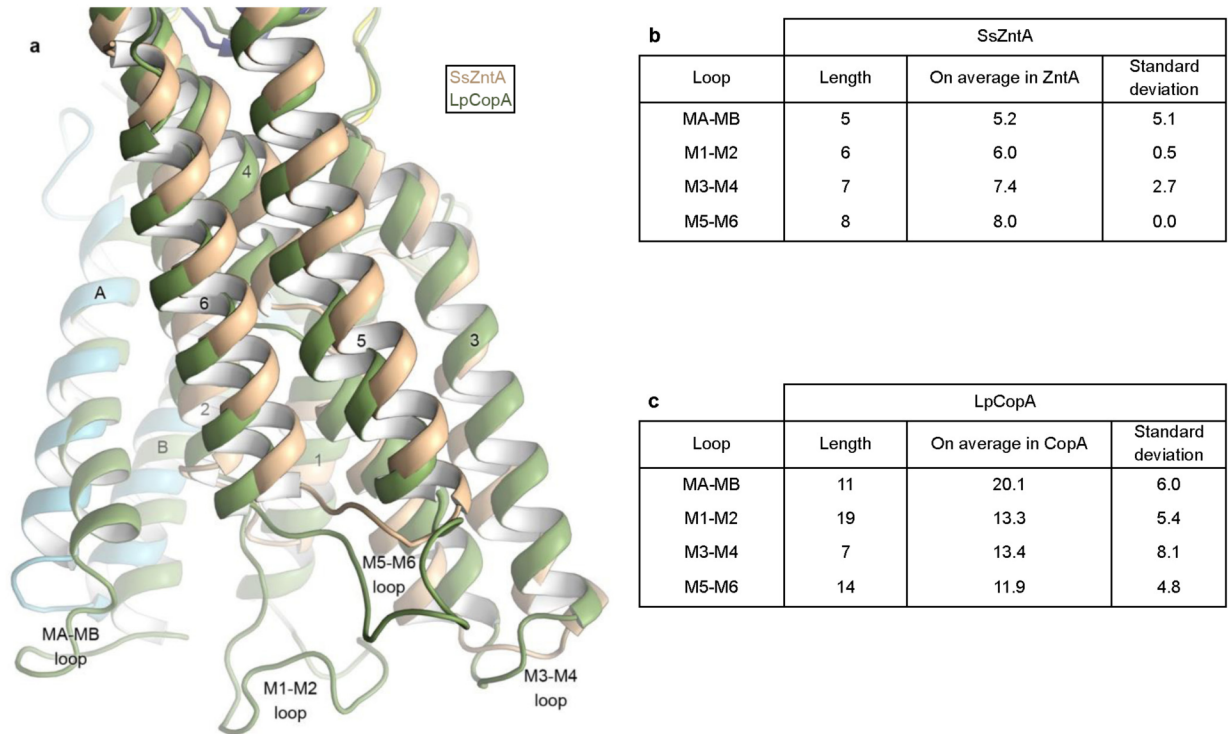 a
SsZntA
LpCopA
4
A
6
5
3
2
B
1
M5-M6
loop
MA-MB
loop
M1-M2
loop
M3-M4
loop
b
SsZntA
Loop Length On average in ZntA Standard deviation
MA-MB 5 5.2 5.1
M1-M2 6 6.0 0.5
M3-M4 7 7.4 2.7
M5-M6 8 8.0 0.0
c
LpCopA
Loop Length On average in CopA Standard deviation
MA-MB 11 20.1 6.0
M1-M2 19 13.3 5.4
M3-M4 7 13.4 8.1
M5-M6 14 11.9 4.8